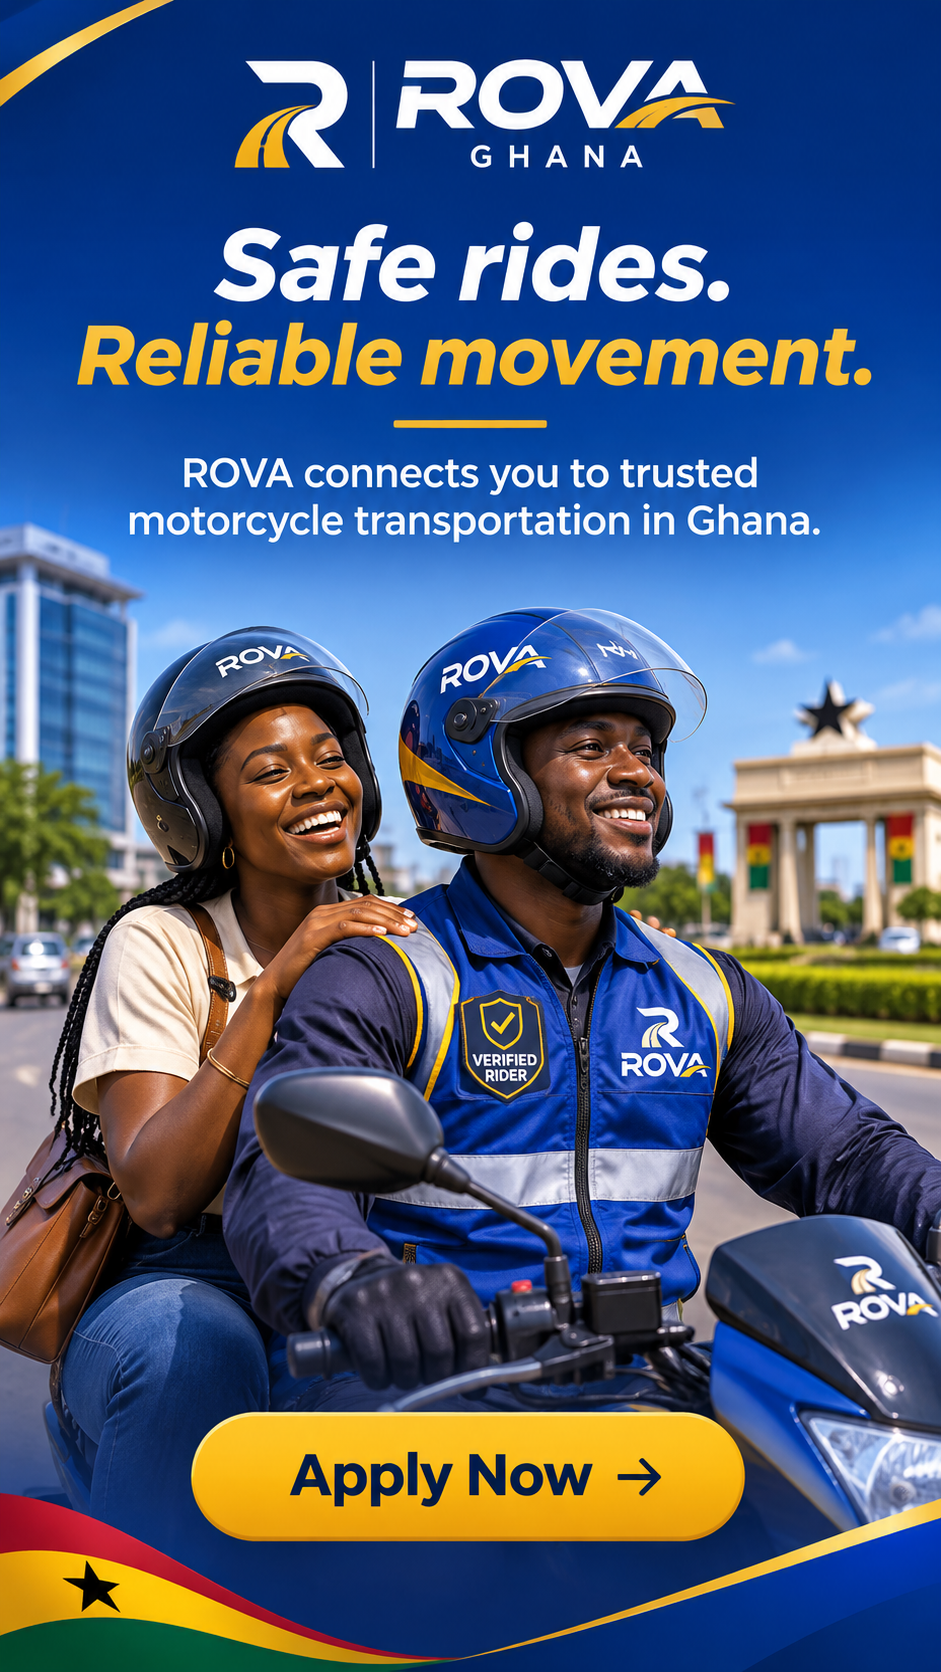 R
ROVA
GHANA
Safe rides.
Reliable movement.
ROVA connects you to trusted
motorcycle transportation in Ghana.
ROVA
ROVA
VERIFIED
RIDER
R
ROVA
R
ROVA
Apply Now →